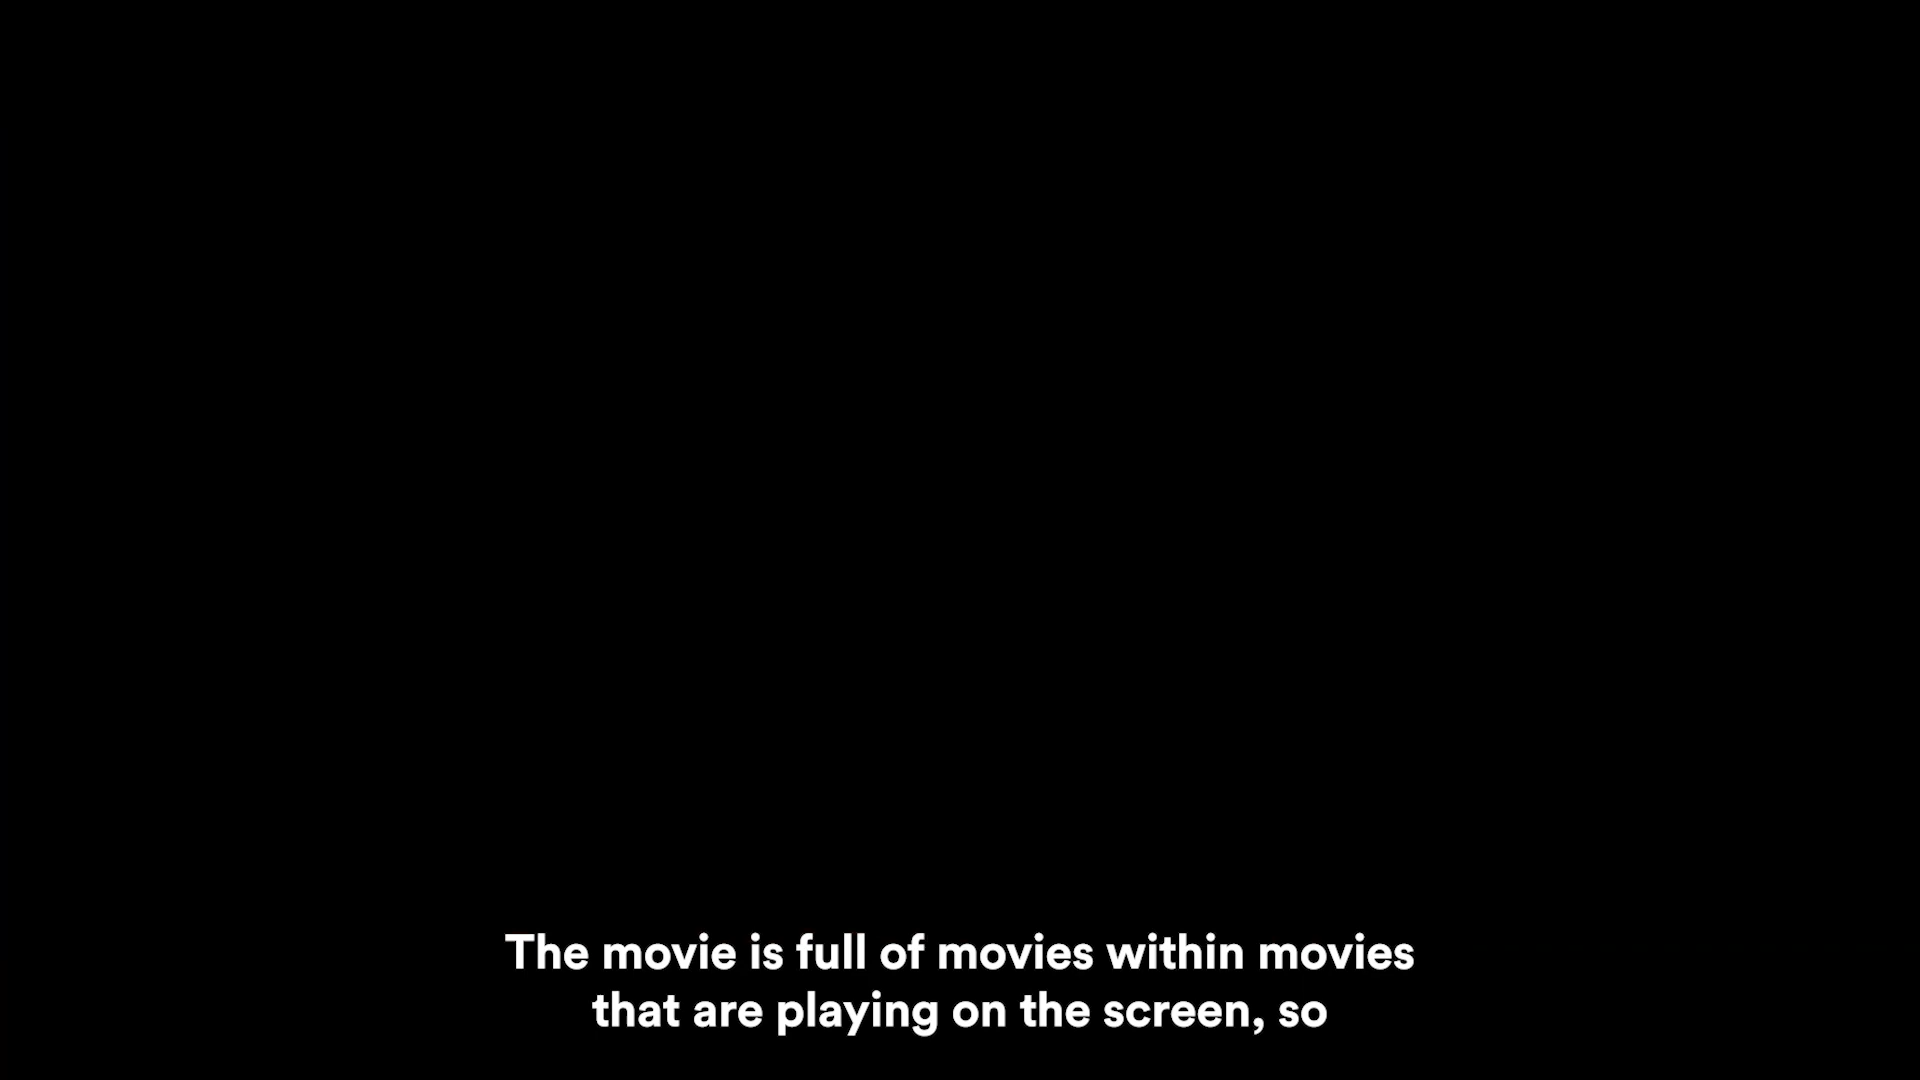 The movie is full of movies within movies
that are playing on the screen, so